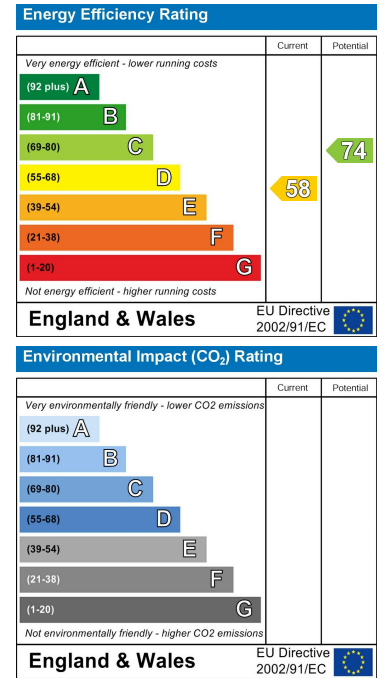 Energy Efficiency Rating
Current Potential
Very energy efficient - lower running costs
(92 plus) A
(81-91) B
(69-80) C
74
(55-68) D
58
(39-54) E
(21-38) F
(1-20) G
Not energy efficient - higher running costs
England & Wales
EU Directive
2002/91/EC
Environmental Impact (CO₂) Rating
Current Potential
Very environmentally friendly - lower CO2 emissions
(92 plus) A
(81-91) B
(69-80) C
(55-68) D
(39-54) E
(21-38) F
(1-20) G
Not environmentally friendly - higher CO2 emissions
England & Wales
EU Directive
2002/91/EC